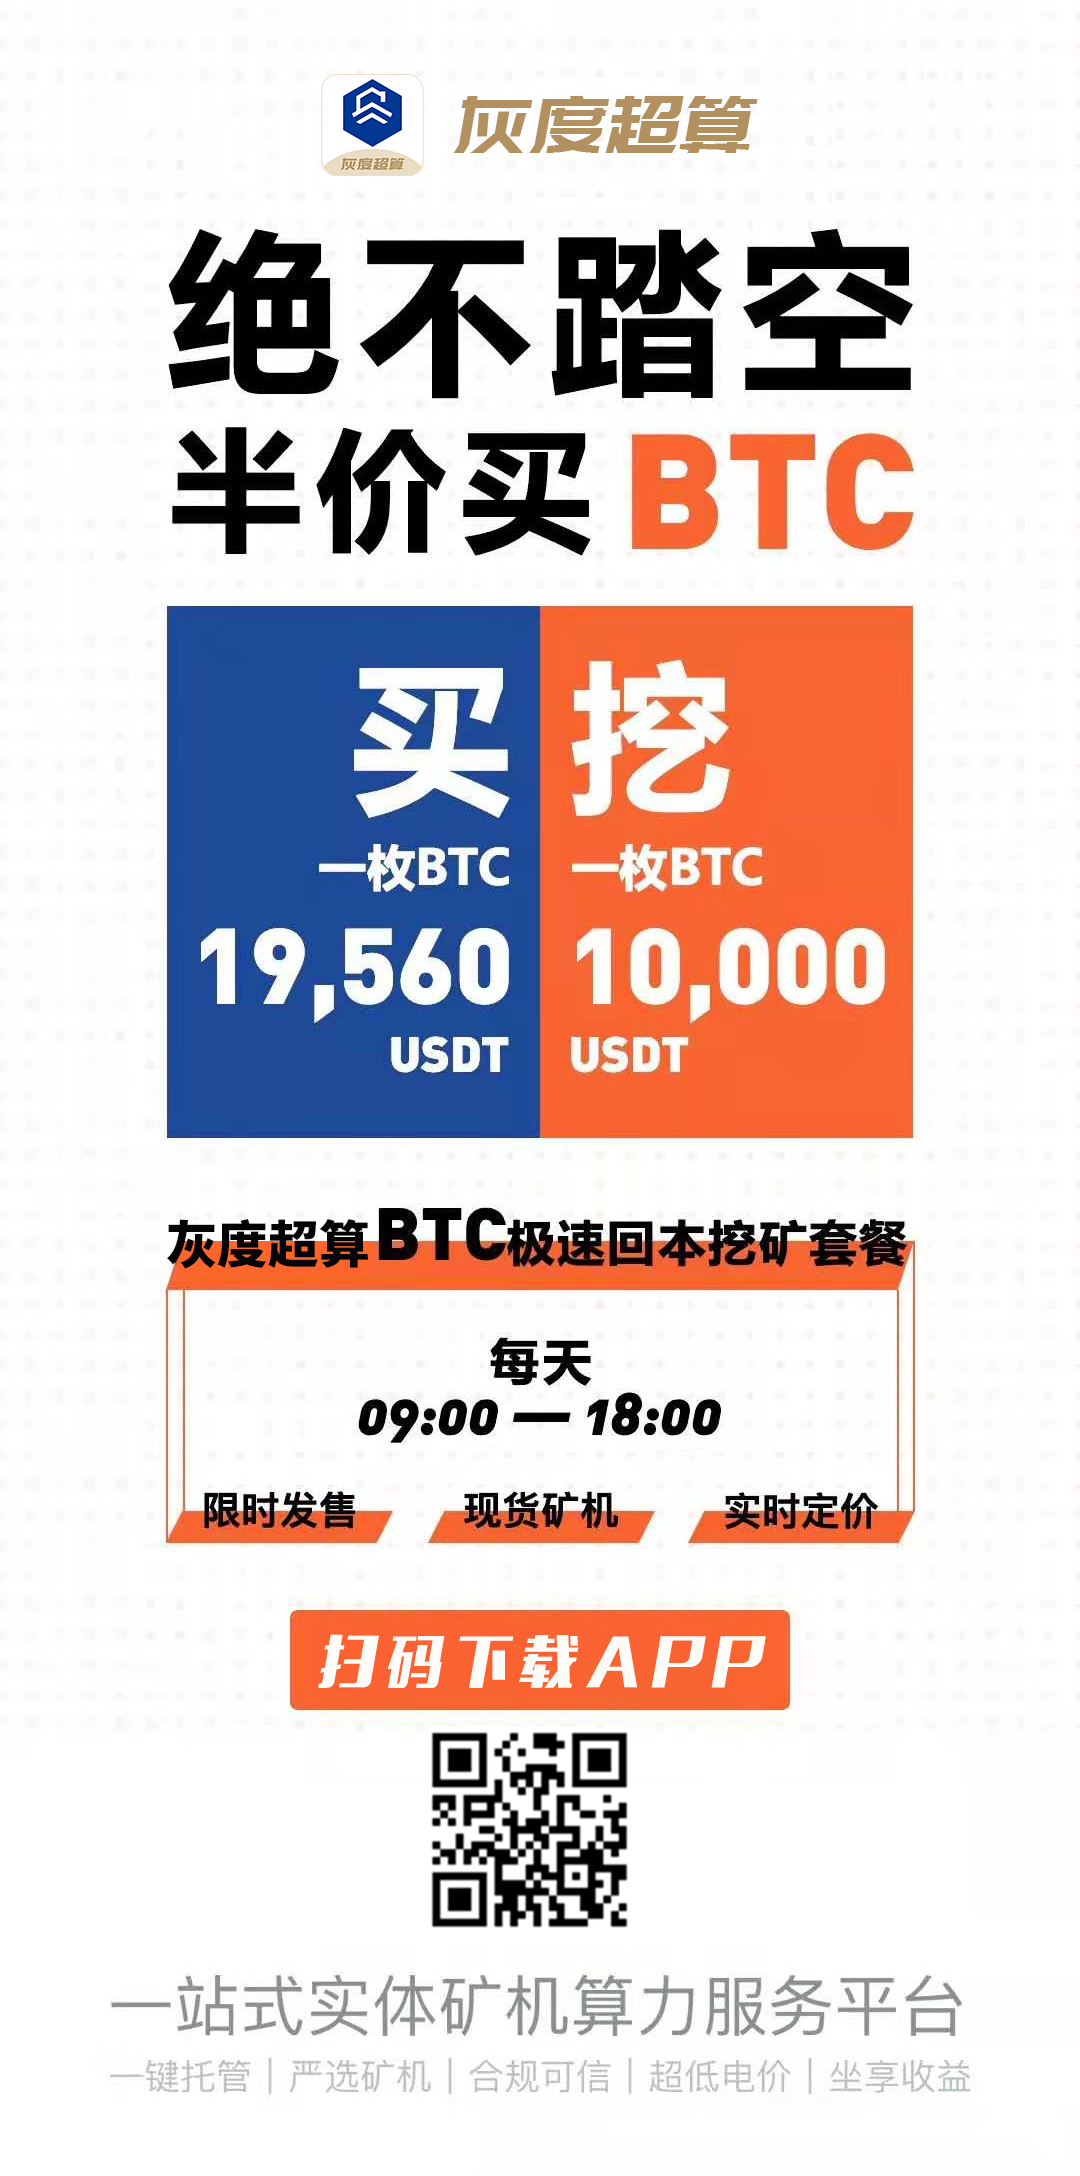 灰度超算
灰度超算
绝不踏空
半价买BTC
买
一枚BTC
19,560
USDT
挖
一枚BTC
10,000
USDT
灰度超算BTC极速回本挖矿套餐
每天
09:00 — 18:00
限时发售 现货矿机 实时定价
扫码下载APP
一站式实体矿机算力服务平台
一键托管｜严选矿机｜合规可信｜超低电价｜坐享收益